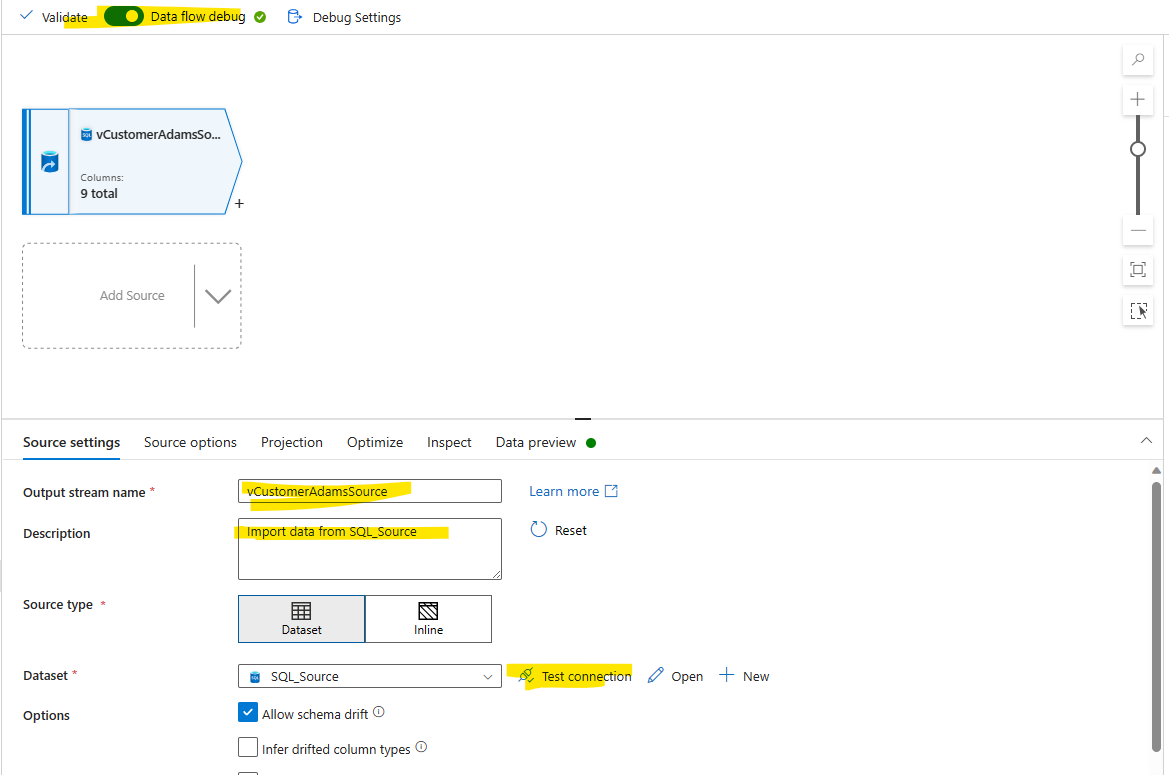 Validate Data flow debug Debug Settings
SQL vCustomerAdamsSo...
Columns:
9 total
+
Add Source
Source settings Source options Projection Optimize Inspect Data preview
Output stream name * vCustomerAdamsSource Learn more
Description Import data from SQL_Source Reset
Source type *
Dataset Inline
Dataset * SQL_Source Test connection Open New
Options Allow schema drift
Infer drifted column types